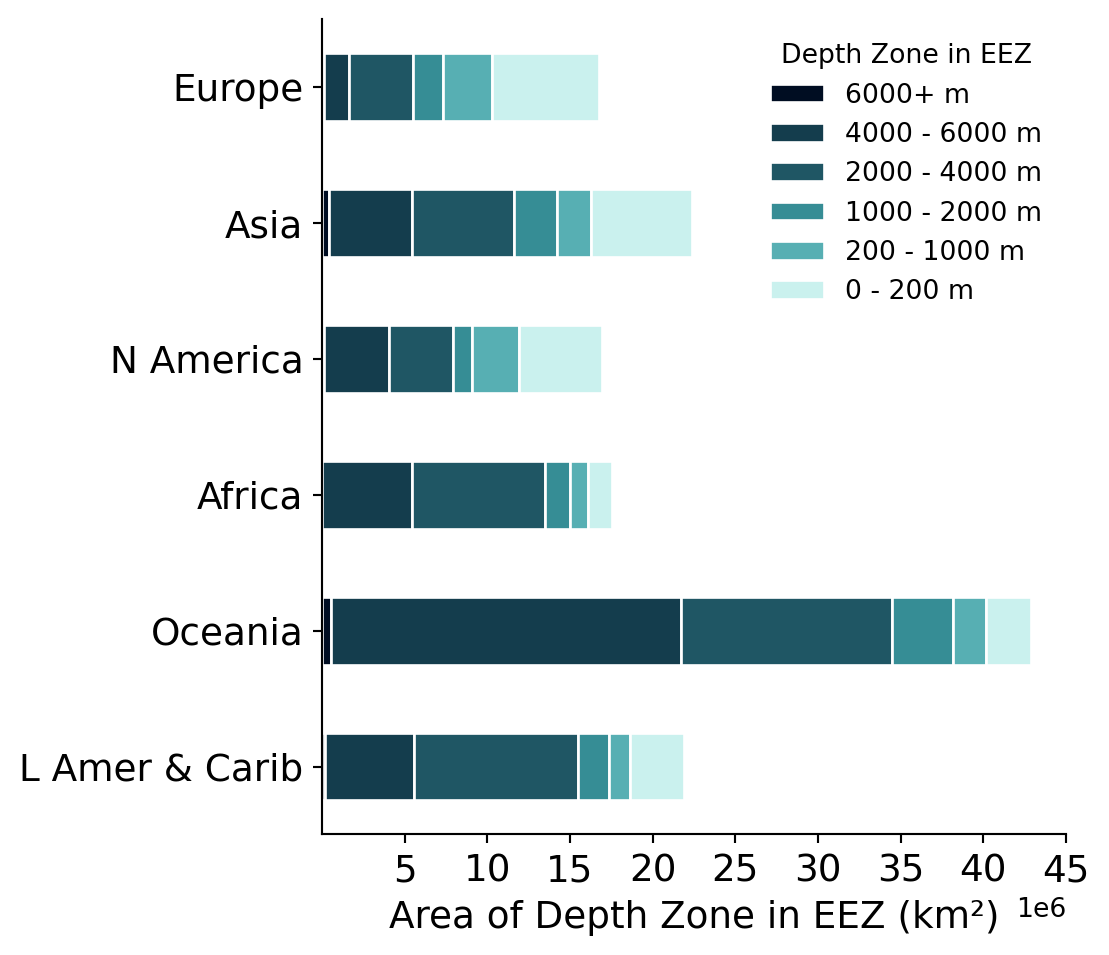 Depth Zone in EEZ
6000+ m
4000 - 6000 m
2000 - 4000 m
1000 - 2000 m
200 - 1000 m
0 - 200 m
Europe
Asia
N America
Africa
Oceania
L Amer & Carib
5 10 15 20 25 30 35 40 45
Area of Depth Zone in EEZ (km²) 1e6